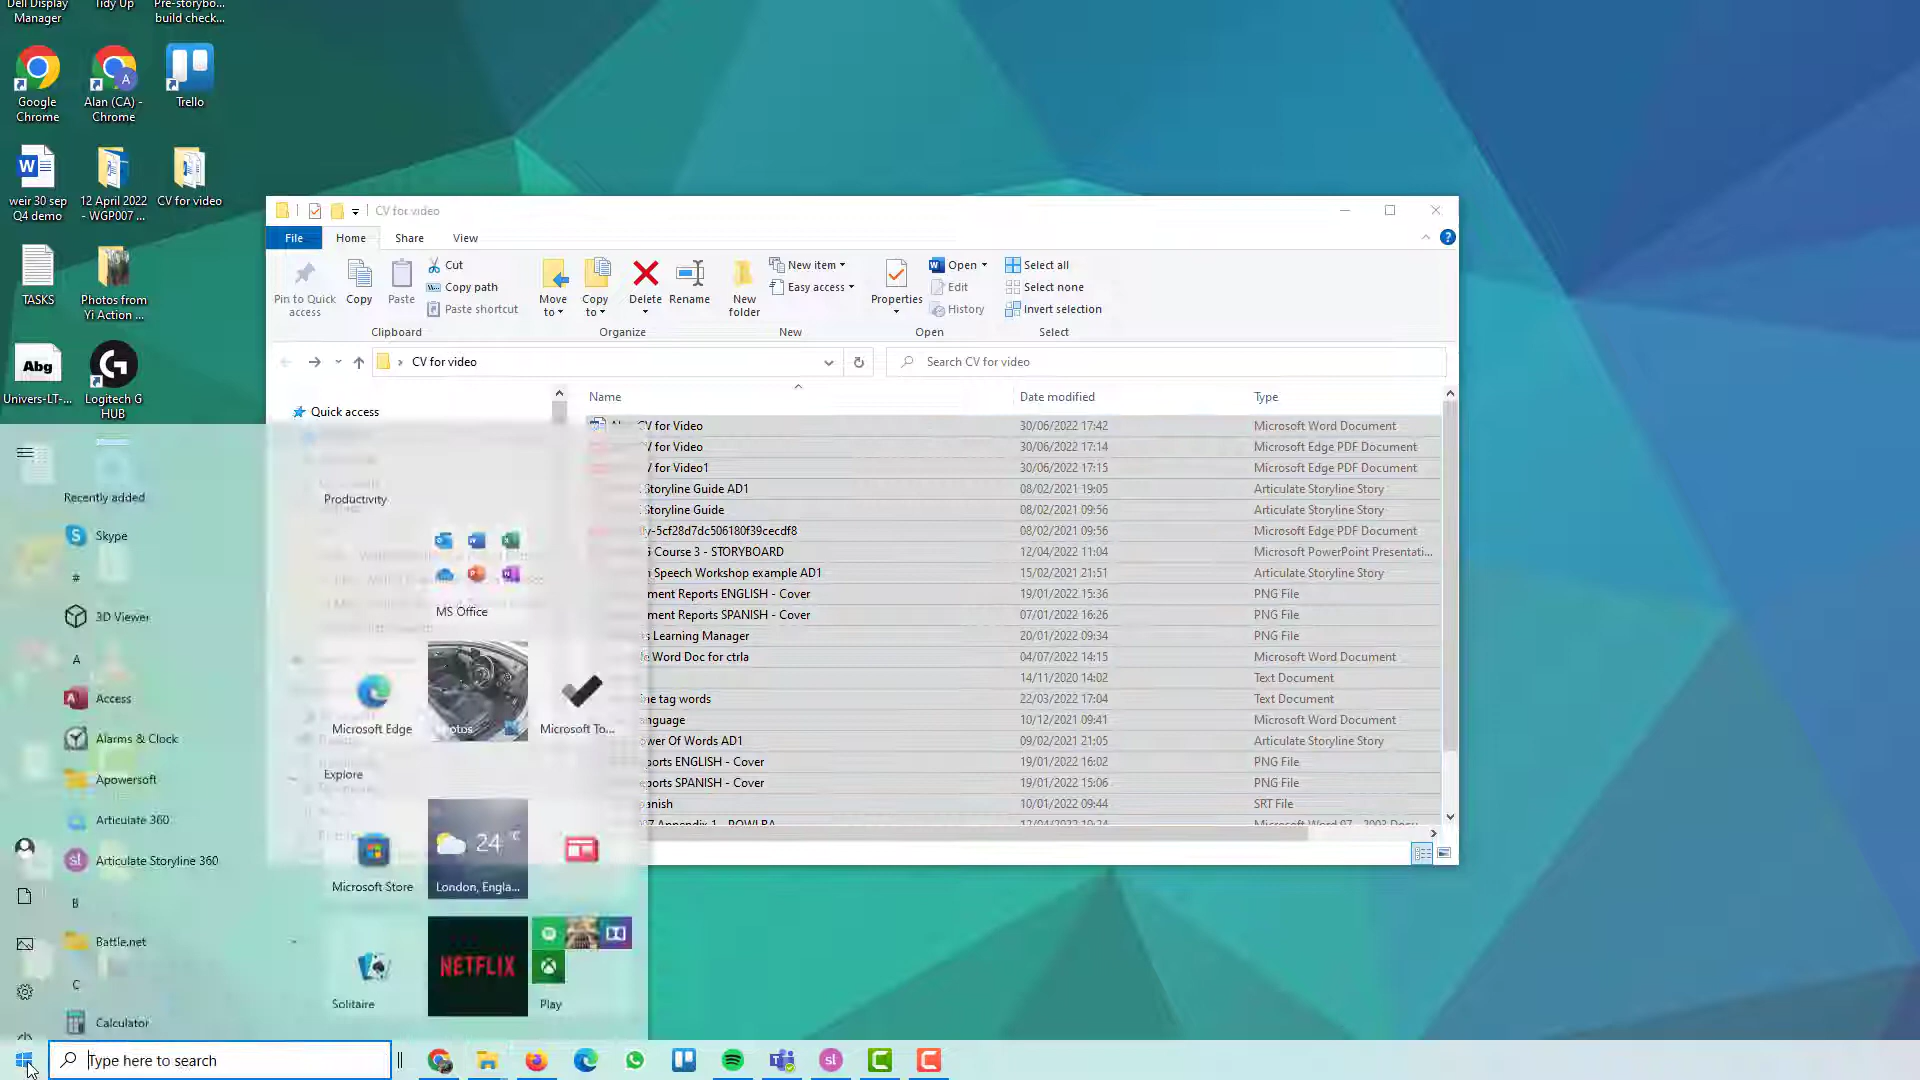 Dell Display
Manager
Tidy Up
Pre-storybo...
build check...
Google
Chrome
Alan (CA) -
Chrome
Trello
weir 30 sep
Q4 demo
12 April 2022
- WGP007 ...
CV for video
TASKS
Photos from
Yi Action ...
Abg
Univers-LT-...
Logitech G
HUB
CV for video
File
Home
Share
View
Pin to Quick
access
Copy
Paste
Cut
Copy path
Paste shortcut
Clipboard
Move
to
Copy
to
Delete
Rename
Organize
New
folder
New item
Easy access
New
Properties
Open
Edit
History
Open
Select all
Select none
Invert selection
Select
CV for video
Search CV for video
Quick access
Name
Date modified
Type
CV for Video 30/06/2022 17:42 Microsoft Word Document
V for Video 30/06/2022 17:14 Microsoft Edge PDF Document
V for Video1 30/06/2022 17:15 Microsoft Edge PDF Document
Storyline Guide AD1 08/02/2021 19:05 Articulate Storyline Story
Storyline Guide 08/02/2021 09:56 Articulate Storyline Story
y-5cf28d7dc506180f39cecdf8 08/02/2021 09:56 Microsoft Edge PDF Document
Course 3 - STORYBOARD 12/04/2022 11:04 Microsoft PowerPoint Presentati...
Speech Workshop example AD1 15/02/2021 21:51 Articulate Storyline Story
ment Reports ENGLISH - Cover 19/01/2022 15:36 PNG File
ment Reports SPANISH - Cover 07/01/2022 16:26 PNG File
s Learning Manager 20/01/2022 09:34 PNG File
e Word Doc for ctrla 04/07/2022 14:15 Microsoft Word Document
14/11/2020 14:02 Text Document
ne tag words 22/03/2022 17:04 Text Document
nguage 10/12/2021 09:41 Microsoft Word Document
wer Of Words AD1 09/02/2021 21:05 Articulate Storyline Story
ports ENGLISH - Cover 19/01/2022 16:02 PNG File
ports SPANISH - Cover 19/01/2022 15:06 PNG File
anish 10/01/2022 09:44 SRT File
Recently added
Skype
#
3D Viewer
A
Access
Alarms & Clock
Apowersoft
Articulate 360
Articulate Storyline 360
B
Battle.net
C
Calculator
Productivity
MS Office
Microsoft Edge
Photos
Microsoft To...
Explore
Microsoft Store
24 °C
London, Engla...
Solitaire
NETFLIX
Play
Type here to search